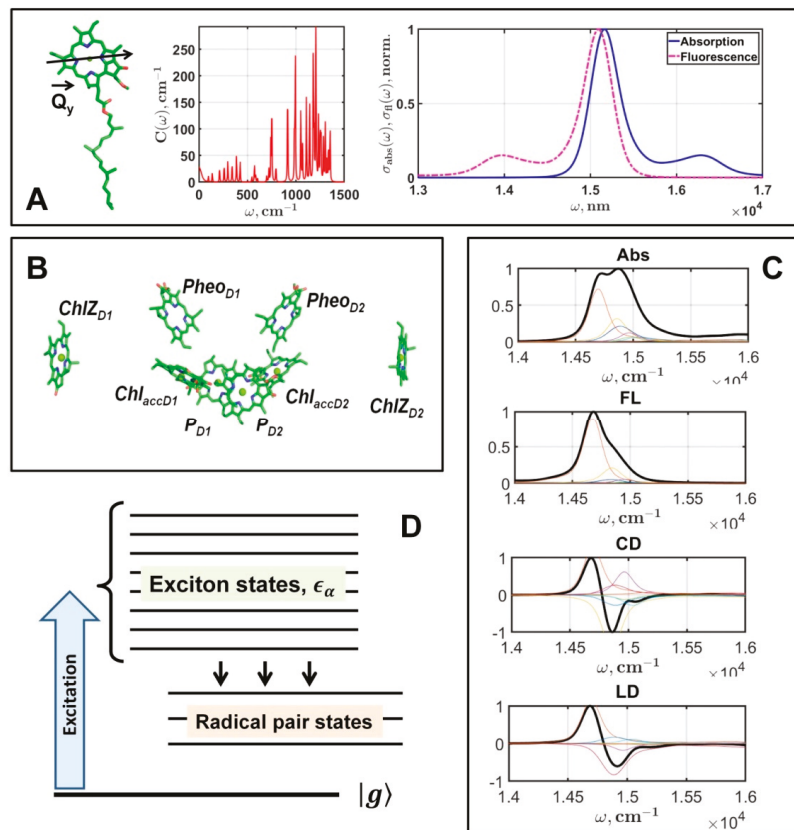 A
Q_y
C(ω), cm⁻¹
250
200
150
100
50
0
0 500 1000 1500
ω, cm⁻¹
σ_abs(ω), σ_fl(ω), norm.
1
0.5
0
Absorption
Fluorescence
1.3 1.4 1.5 1.6 1.7
ω, nm
×10⁴
B
ChlZ_D1
Pheo_D1
Pheo_D2
Chl_accD1
P_D1
P_D2
Chl_accD2
ChlZ_D2
C
Abs
1
0.5
0
1.4 1.45 1.5 1.55 1.6
ω, cm⁻¹
×10⁴
FL
1
0.5
0
1.4 1.45 1.5 1.55 1.6
ω, cm⁻¹
×10⁴
CD
1
0
-1
1.4 1.45 1.5 1.55 1.6
ω, cm⁻¹
×10⁴
LD
1
0
-1
1.4 1.45 1.5 1.55 1.6
ω, cm⁻¹
×10⁴
D
Exciton states, ϵ_α
Excitation
Radical pair states
|g⟩